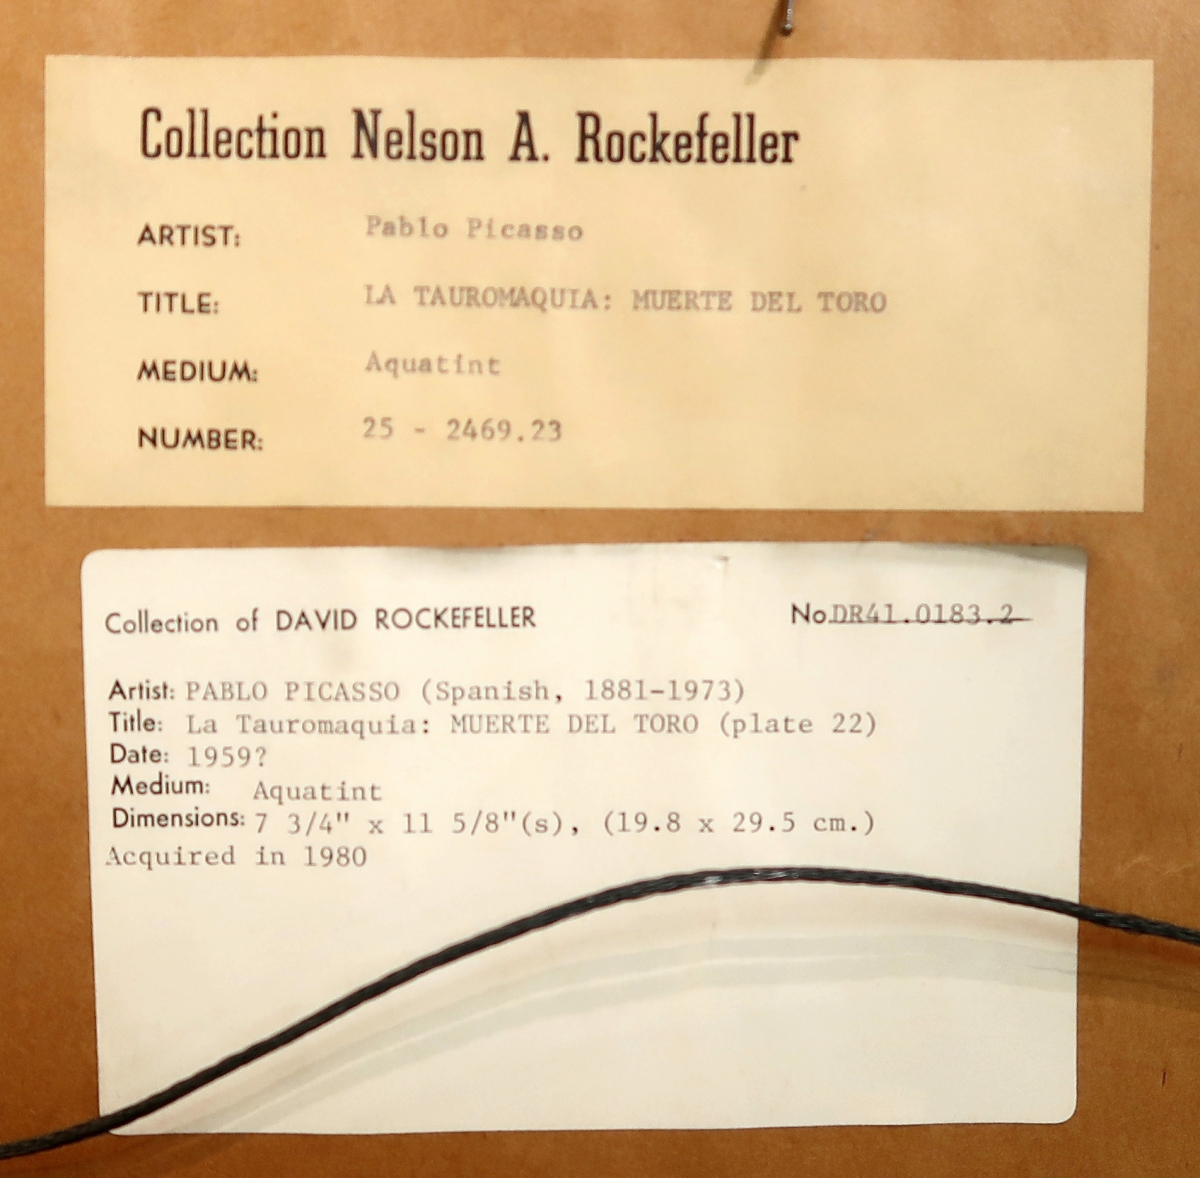 Collection Nelson A. Rockefeller
ARTIST: Pablo Picasso
TITLE: LA TAUROMAQUIA: MUERTE DEL TORO
MEDIUM: Aquatint
NUMBER: 25 - 2469.23
Collection of DAVID ROCKEFELLER No.DR41.0183.2
Artist: PABLO PICASSO (Spanish, 1881-1973)
Title: La Tauromaquia: MUERTE DEL TORO (plate 22)
Date: 1959?
Medium: Aquatint
Dimensions: 7 3/4" x 11 5/8"(s), (19.8 x 29.5 cm.)
Acquired in 1980